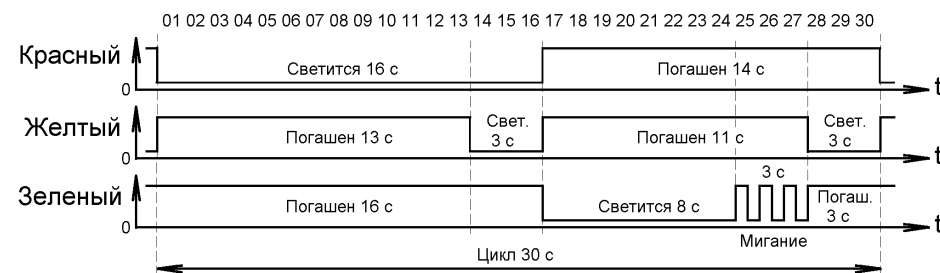 01 02 03 04 05 06 07 08 09 10 11 12 13 14 15 16 17 18 19 20 21 22 23 24 25 26 27 28 29 30
Красный
Светится 16 с
Погашен 14 с
0
t
Желтый
Погашен 13 с
Свет.
3 с
Погашен 11 с
Свет.
3 с
0
t
3 с
Зеленый
Погашен 16 с
Светится 8 с
Погаш.
3 с
0
t
Мигание
Цикл 30 с